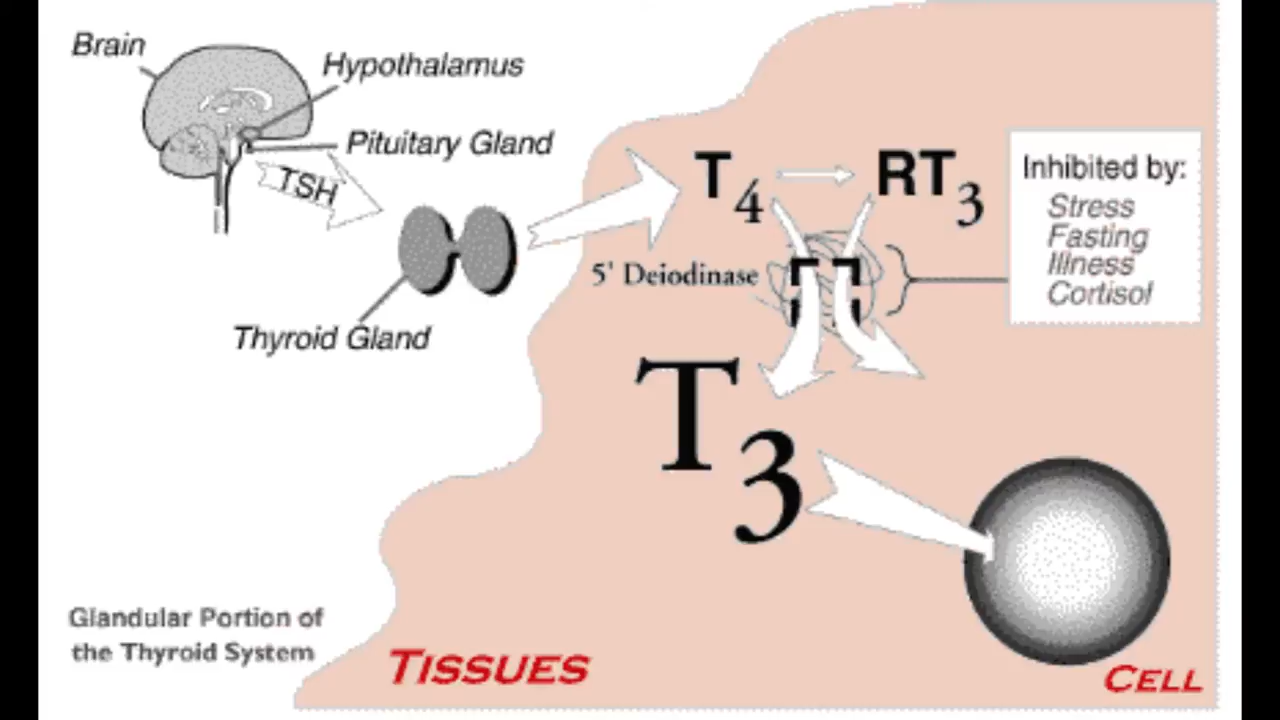 Brain
Hypothalamus
Pituitary Gland
TSH
Thyroid Gland
T4
RT3
5' Deiodinase
Inhibited by:
Stress
Fasting
Illness
Cortisol
T3
Glandular Portion of
the Thyroid System
TISSUES
CELL